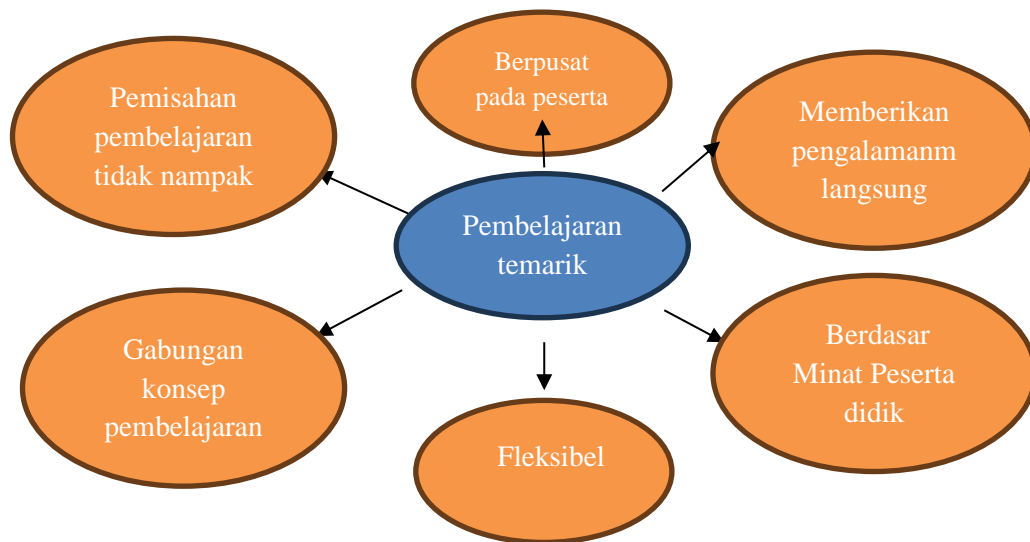 Berpusat
pada peserta
Pemisahan
pembelajaran
tidak nampak
Memberikan
pengalamanm
langsung
Pembelajaran
temarik
Gabungan
konsep
pembelajaran
Berdasar
Minat Peserta
didik
Fleksibel